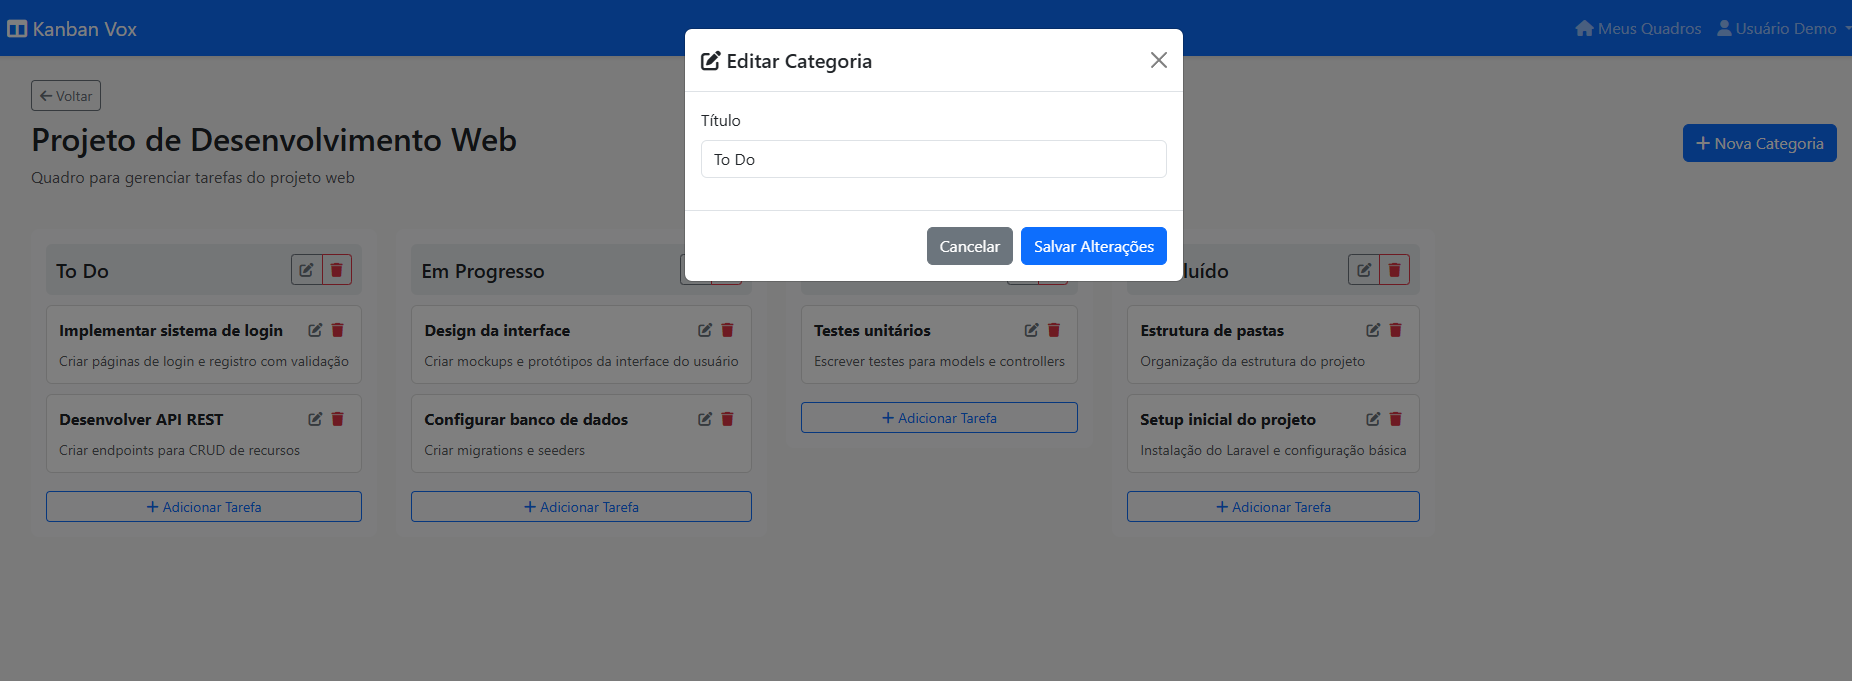 Kanban Vox
Meus Quadros
Usuário Demo
Editar Categoria
Título
To Do
Cancelar
Salvar Alterações
Voltar
Projeto de Desenvolvimento Web
Quadro para gerenciar tarefas do projeto web
Nova Categoria
To Do
Implementar sistema de login
Criar páginas de login e registro com validação
Desenvolver API REST
Criar endpoints para CRUD de recursos
+ Adicionar Tarefa
Em Progresso
Design da interface
Criar mockups e protótipos da interface do usuário
Configurar banco de dados
Criar migrations e seeders
+ Adicionar Tarefa
Testes unitários
Escrever testes para models e controllers
+ Adicionar Tarefa
luído
Estrutura de pastas
Organização da estrutura do projeto
Setup inicial do projeto
Instalação do Laravel e configuração básica
+ Adicionar Tarefa